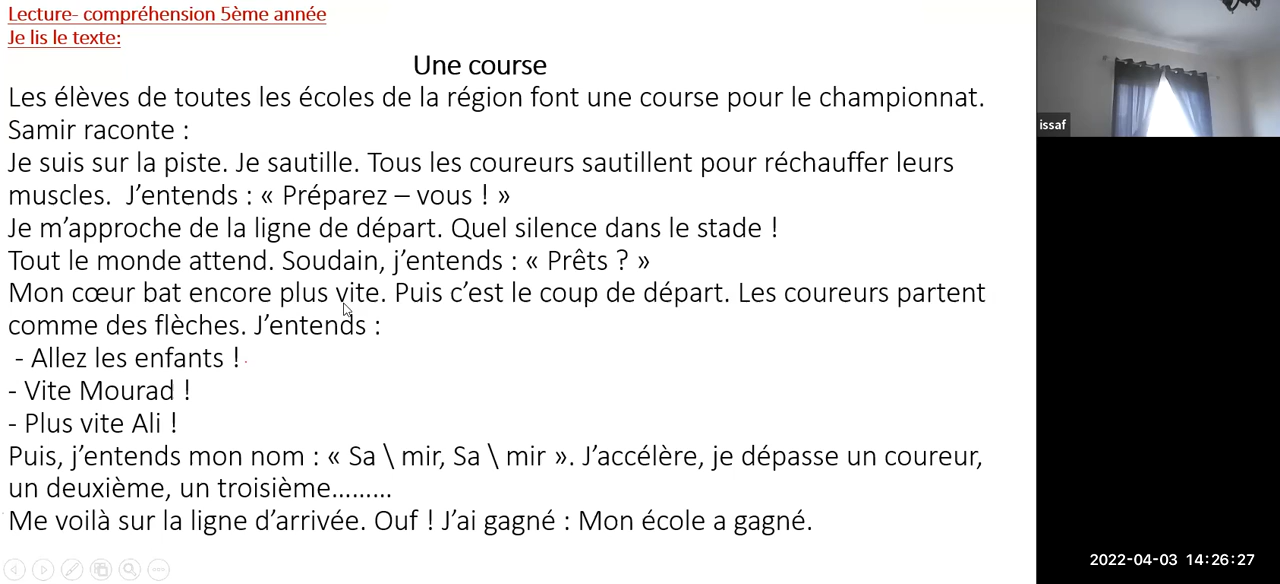 Lecture- compréhension 5ème année
Je lis le texte:
Une course
Les élèves de toutes les écoles de la région font une course pour le championnat.
Samir raconte :
Je suis sur la piste. Je sautille. Tous les coureurs sautillent pour réchauffer leurs
muscles.  J’entends : « Préparez – vous ! »
Je m’approche de la ligne de départ. Quel silence dans le stade !
Tout le monde attend. Soudain, j’entends : « Prêts ? »
Mon cœur bat encore plus vite. Puis c’est le coup de départ. Les coureurs partent
comme des flèches. J’entends :
- Allez les enfants !
- Vite Mourad !
- Plus vite Ali !
Puis, j’entends mon nom : « Sa \ mir, Sa \ mir ». J’accélère, je dépasse un coureur,
un deuxième, un troisième………
Me voilà sur la ligne d’arrivée. Ouf ! J’ai gagné : Mon école a gagné.
issaf
2022-04-03 14:26:27